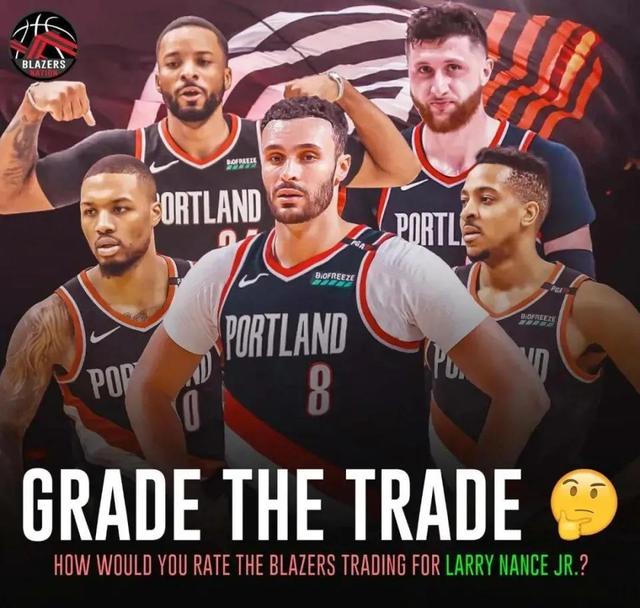 BLAZERS
NATION
BIOFREEZE
PORTLAND
PORTL
BIOFREEZE
PORTLAND
8
BIOFREEZE
0
GRADE THE TRADE
HOW WOULD YOU RATE THE BLAZERS TRADING FOR LARRY NANCE JR.?